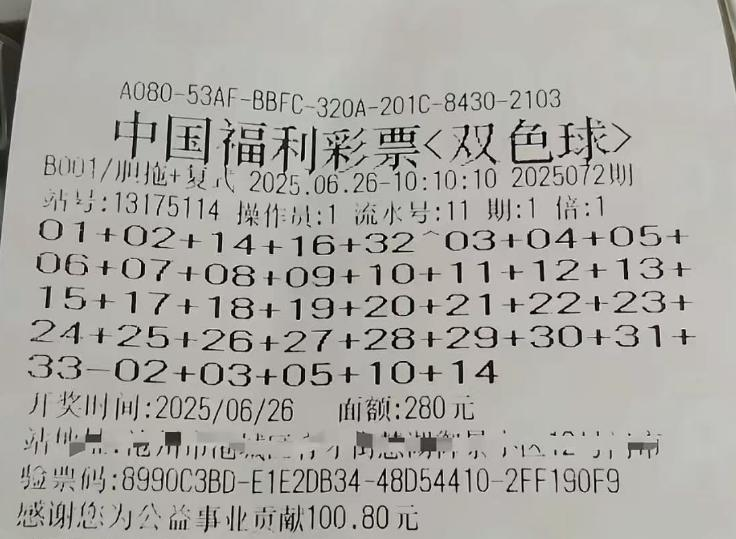 A080-53AF-BBFC-320A-201C-8430-2103
中国福利彩票<双色球>
B001/胆拖+复式 2025.06.26-10:10:10 2025072期
站号:13175114 操作员:1 流水号:11 期:1 倍:1
01+02+14+16+32^03+04+05+
06+07+08+09+10+11+12+13+
15+17+18+19+20+21+22+23+
24+25+26+27+28+29+30+31+
33-02+03+05+10+14
开奖时间:2025/06/26 面额:280元
站地址:沧州市
验票码:8990C3BD-E1E2DB34-48D54410-2FF190F9
感谢您为公益事业贡献100.80元